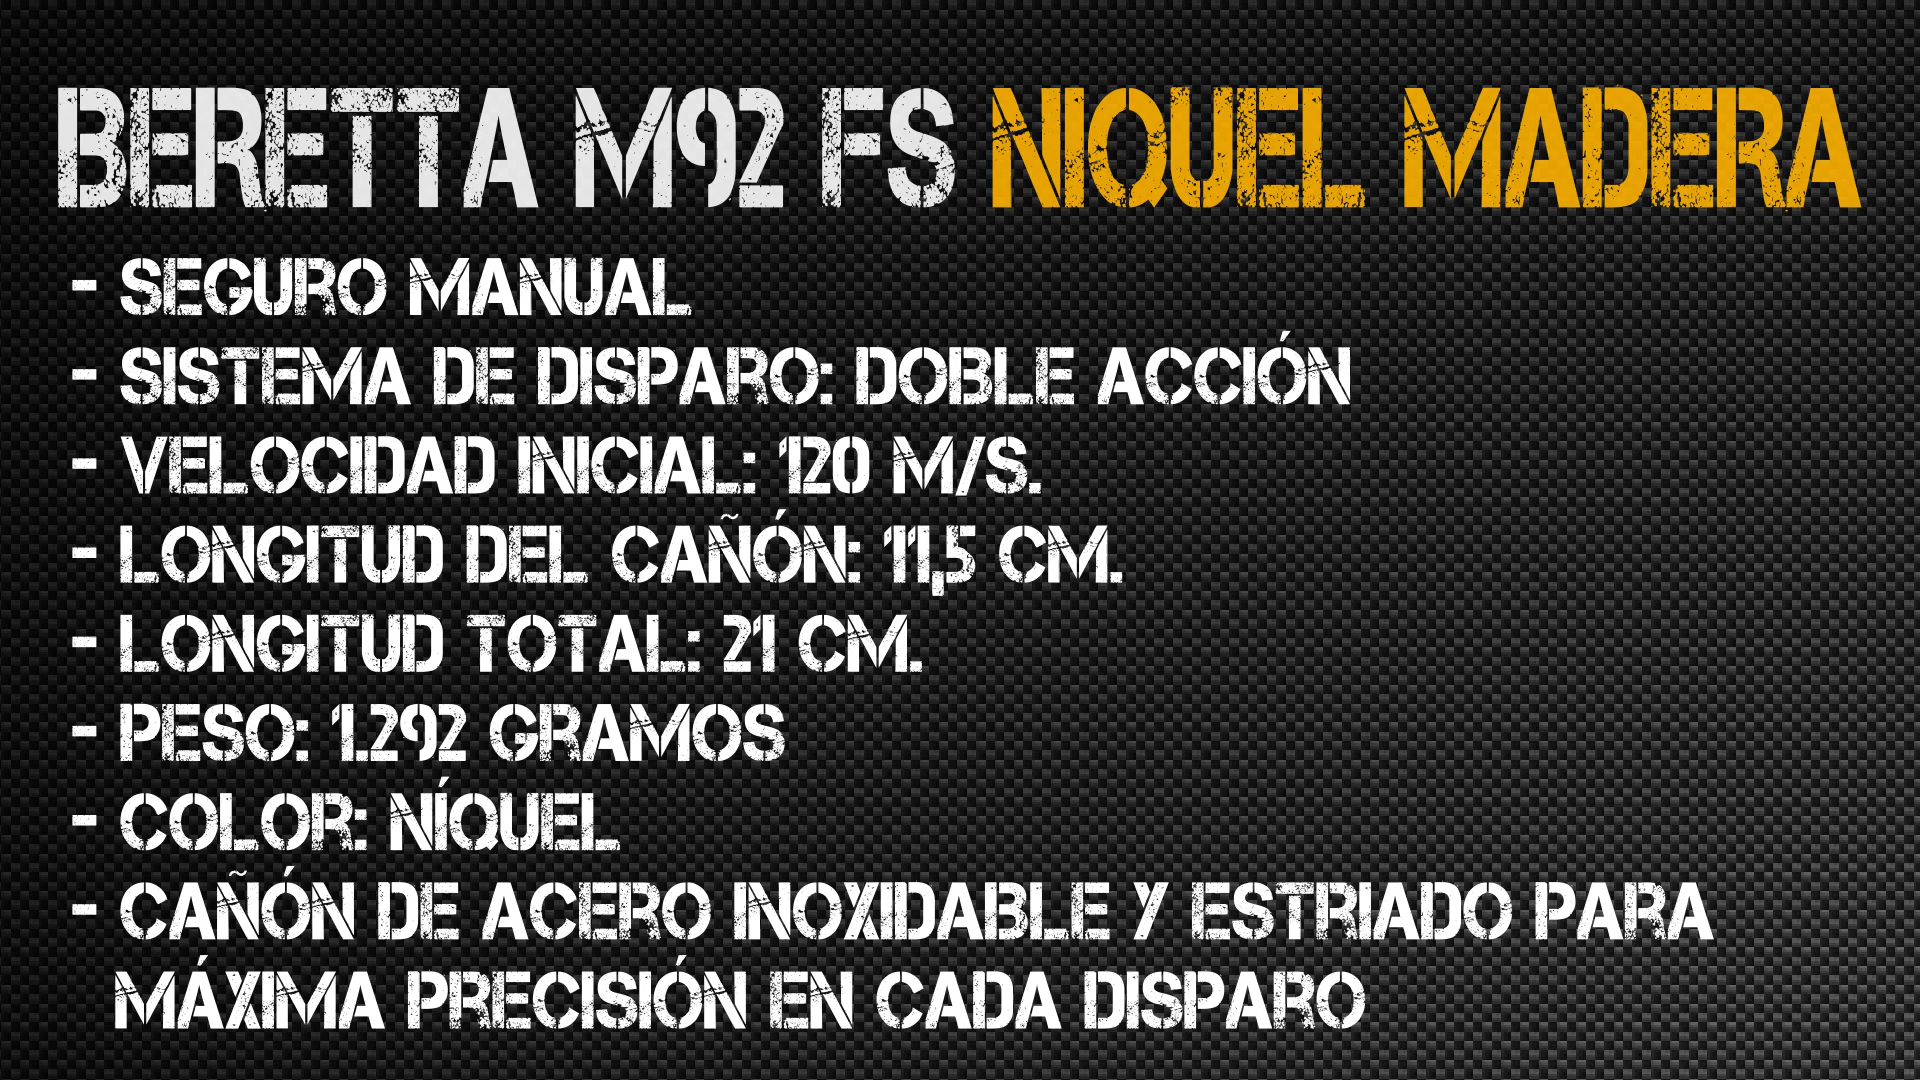 BERETTA M92 FS NIQUEL MADERA
- SEGURO MANUAL
- SISTEMA DE DISPARO: DOBLE ACCIÓN
- VELOCIDAD INICIAL: 120 M/S.
- LONGITUD DEL CAÑÓN: 11,5 CM.
- LONGITUD TOTAL: 21 CM.
- PESO: 1.292 GRAMOS
- COLOR: NÍQUEL
- CAÑÓN DE ACERO INOXIDABLE Y ESTRIADO PARA
MÁXIMA PRECISIÓN EN CADA DISPARO